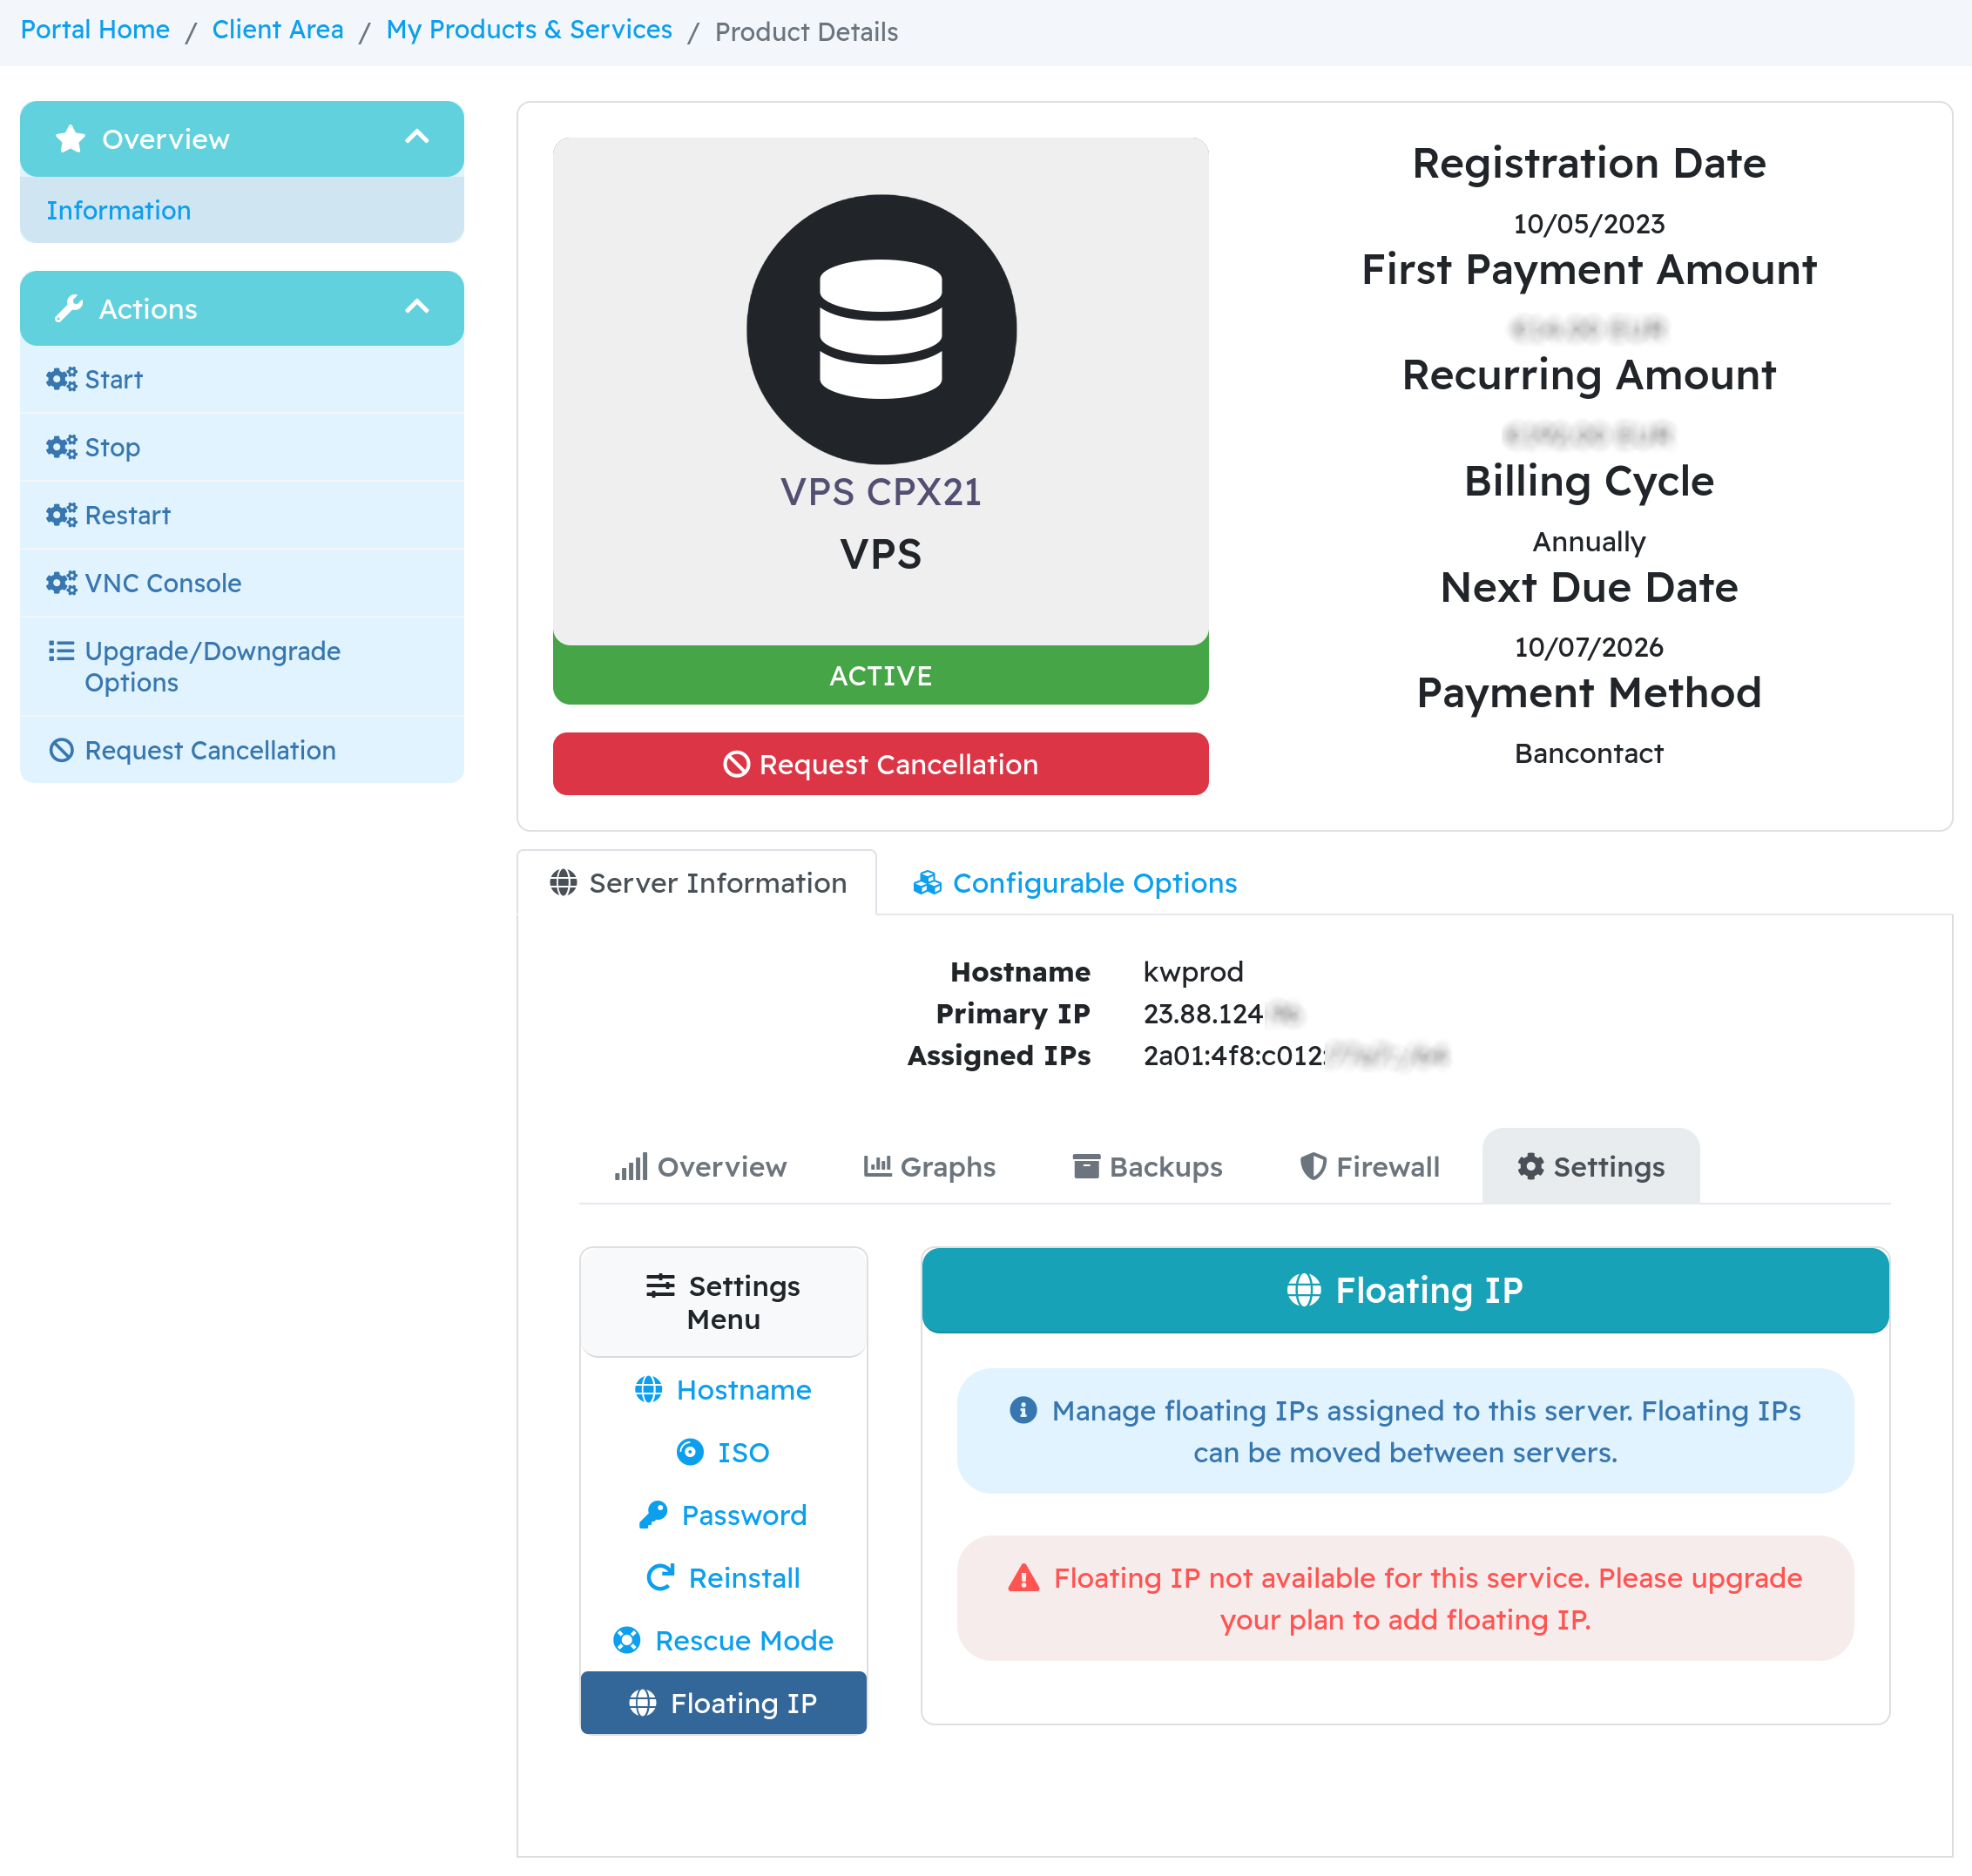 Portal Home / Client Area / My Products & Services / Product Details
Overview
Information
Actions
Start
Stop
Restart
VNC Console
Upgrade/Downgrade
Options
Request Cancellation
VPS CPX21
VPS
ACTIVE
Request Cancellation
Registration Date
10/05/2023
First Payment Amount
Recurring Amount
Billing Cycle
Annually
Next Due Date
10/07/2026
Payment Method
Bancontact
Server Information
Configurable Options
Hostname kwprod
Primary IP 23.88.124
Assigned IPs 2a01:4f8:c012:
Overview
Graphs
Backups
Firewall
Settings
Settings
Menu
Hostname
ISO
Password
Reinstall
Rescue Mode
Floating IP
Floating IP
Manage floating IPs assigned to this server. Floating IPs
can be moved between servers.
Floating IP not available for this service. Please upgrade
your plan to add floating IP.